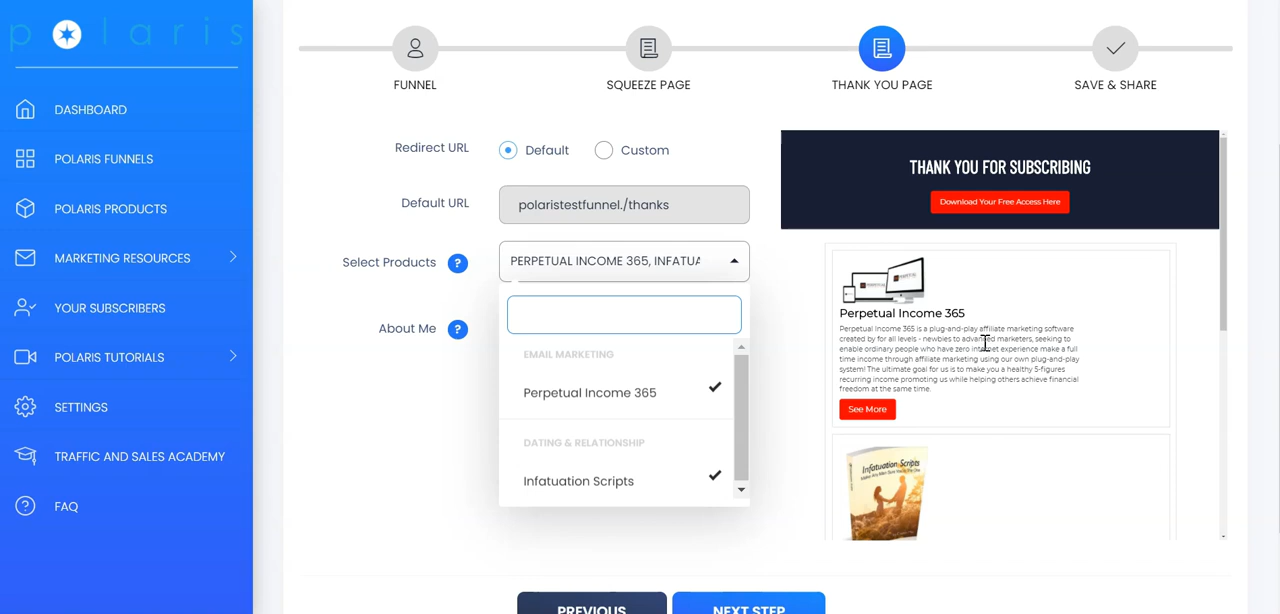 polaris
DASHBOARD
POLARIS FUNNELS
POLARIS PRODUCTS
MARKETING RESOURCES
YOUR SUBSCRIBERS
POLARIS TUTORIALS
SETTINGS
TRAFFIC AND SALES ACADEMY
FAQ
FUNNEL
SQUEEZE PAGE
THANK YOU PAGE
SAVE & SHARE
Redirect URL
Default
Custom
Default URL
polaristestfunnel./thanks
Select Products ?
PERPETUAL INCOME 365, INFATUA
EMAIL MARKETING
Perpetual Income 365
DATING & RELATIONSHIP
Infatuation Scripts
About Me ?
THANK YOU FOR SUBSCRIBING
Download Your Free Access Here
Perpetual Income 365
Perpetual Income 365 is a plug-and-play affiliate marketing software
created by for all levels - newbies to advanced marketers, seeking to
enable ordinary people who have zero internet experience make a full
time income through affiliate marketing using our own plug-and-play
system! The ultimate goal for us is to make you a healthy 5-figures
recurring income promoting us while helping others achieve financial
freedom at the same time.
See More
Infatuation Scripts
PREVIOUS
NEXT STEP